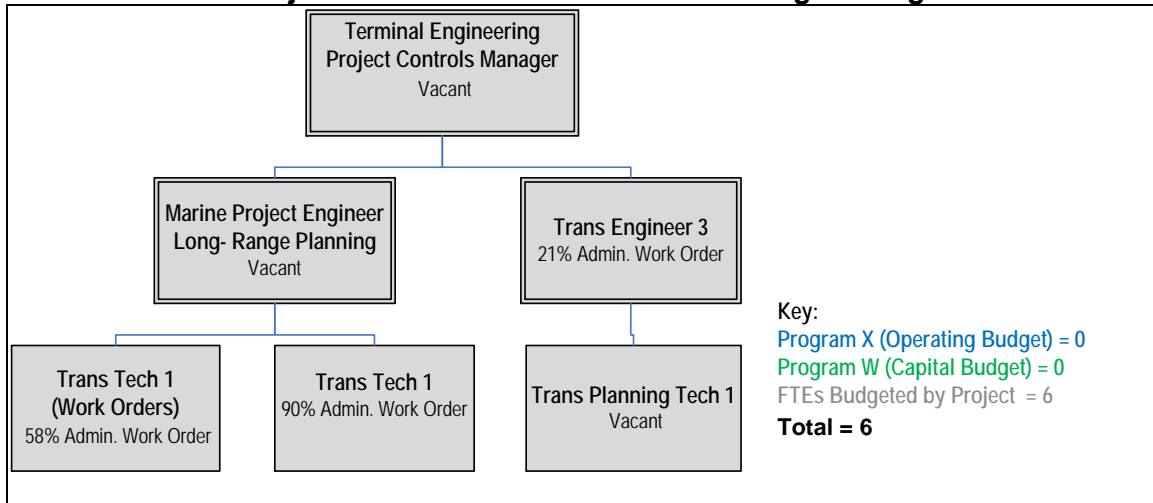 Terminal Engineering
Project Controls Manager
Vacant
Marine Project Engineer
Long- Range Planning
Vacant
Trans Engineer 3
21% Admin. Work Order
Trans Tech 1
(Work Orders)
58% Admin. Work Order
Trans Tech 1
90% Admin. Work Order
Trans Planning Tech 1
Vacant
Key:
Program X (Operating Budget) = 0
Program W (Capital Budget) = 0
FTEs Budgeted by Project = 6
Total = 6